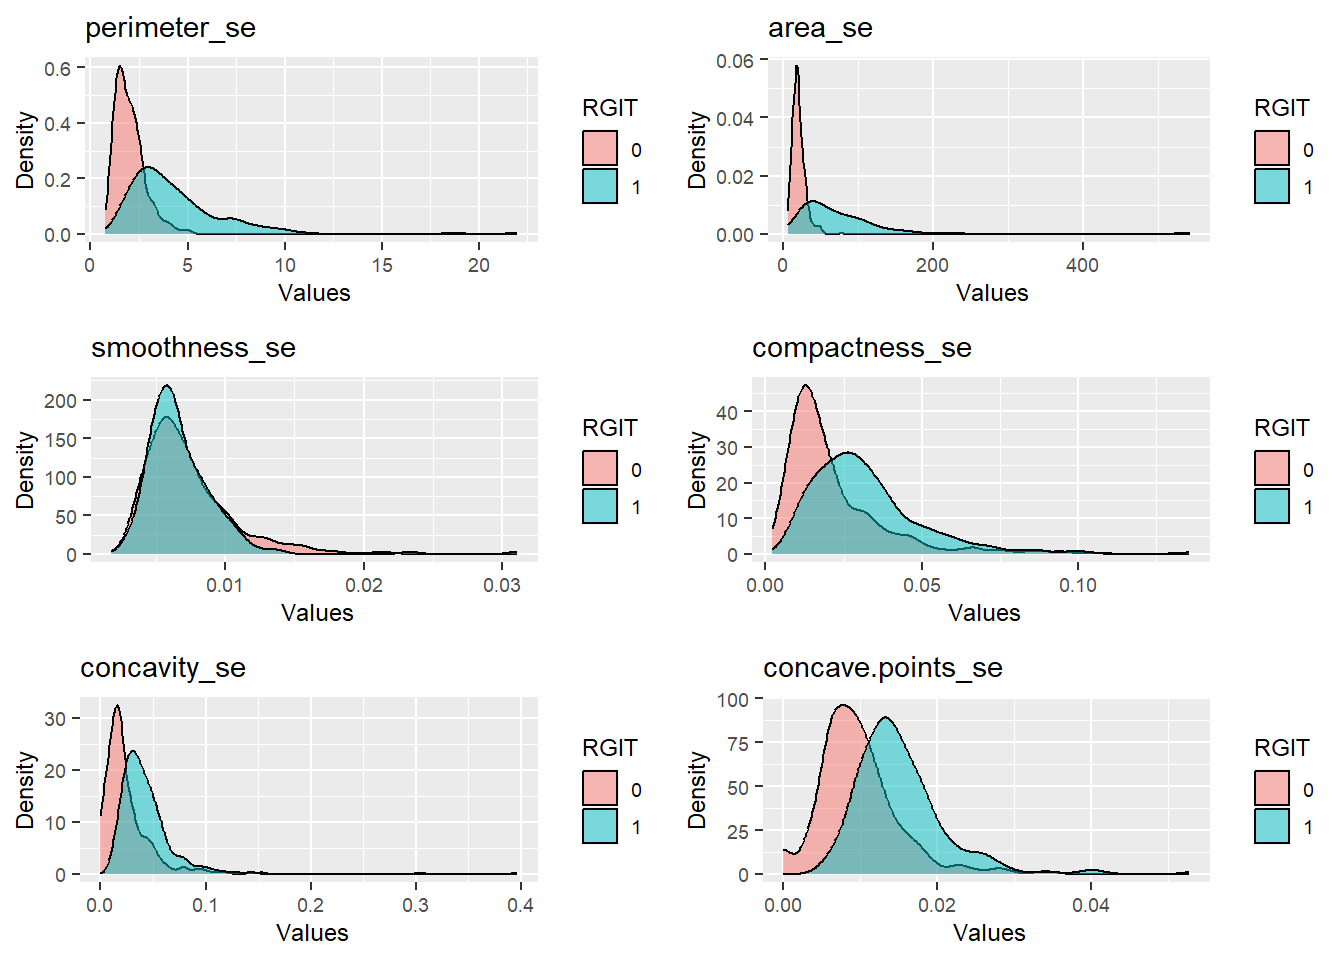 perimeter_se
Density
0.6
0.4
0.2
0.0
0 5 10 15 20
Values
RGIT
0
1
area_se
Density
0.06
0.04
0.02
0.00
0 200 400
Values
RGIT
0
1
smoothness_se
Density
200
150
100
50
0
0.01 0.02 0.03
Values
RGIT
0
1
compactness_se
Density
40
30
20
10
0
0.00 0.05 0.10
Values
RGIT
0
1
concavity_se
Density
30
20
10
0
0.0 0.1 0.2 0.3 0.4
Values
RGIT
0
1
concave.points_se
Density
100
75
50
25
0
0.00 0.02 0.04
Values
RGIT
0
1